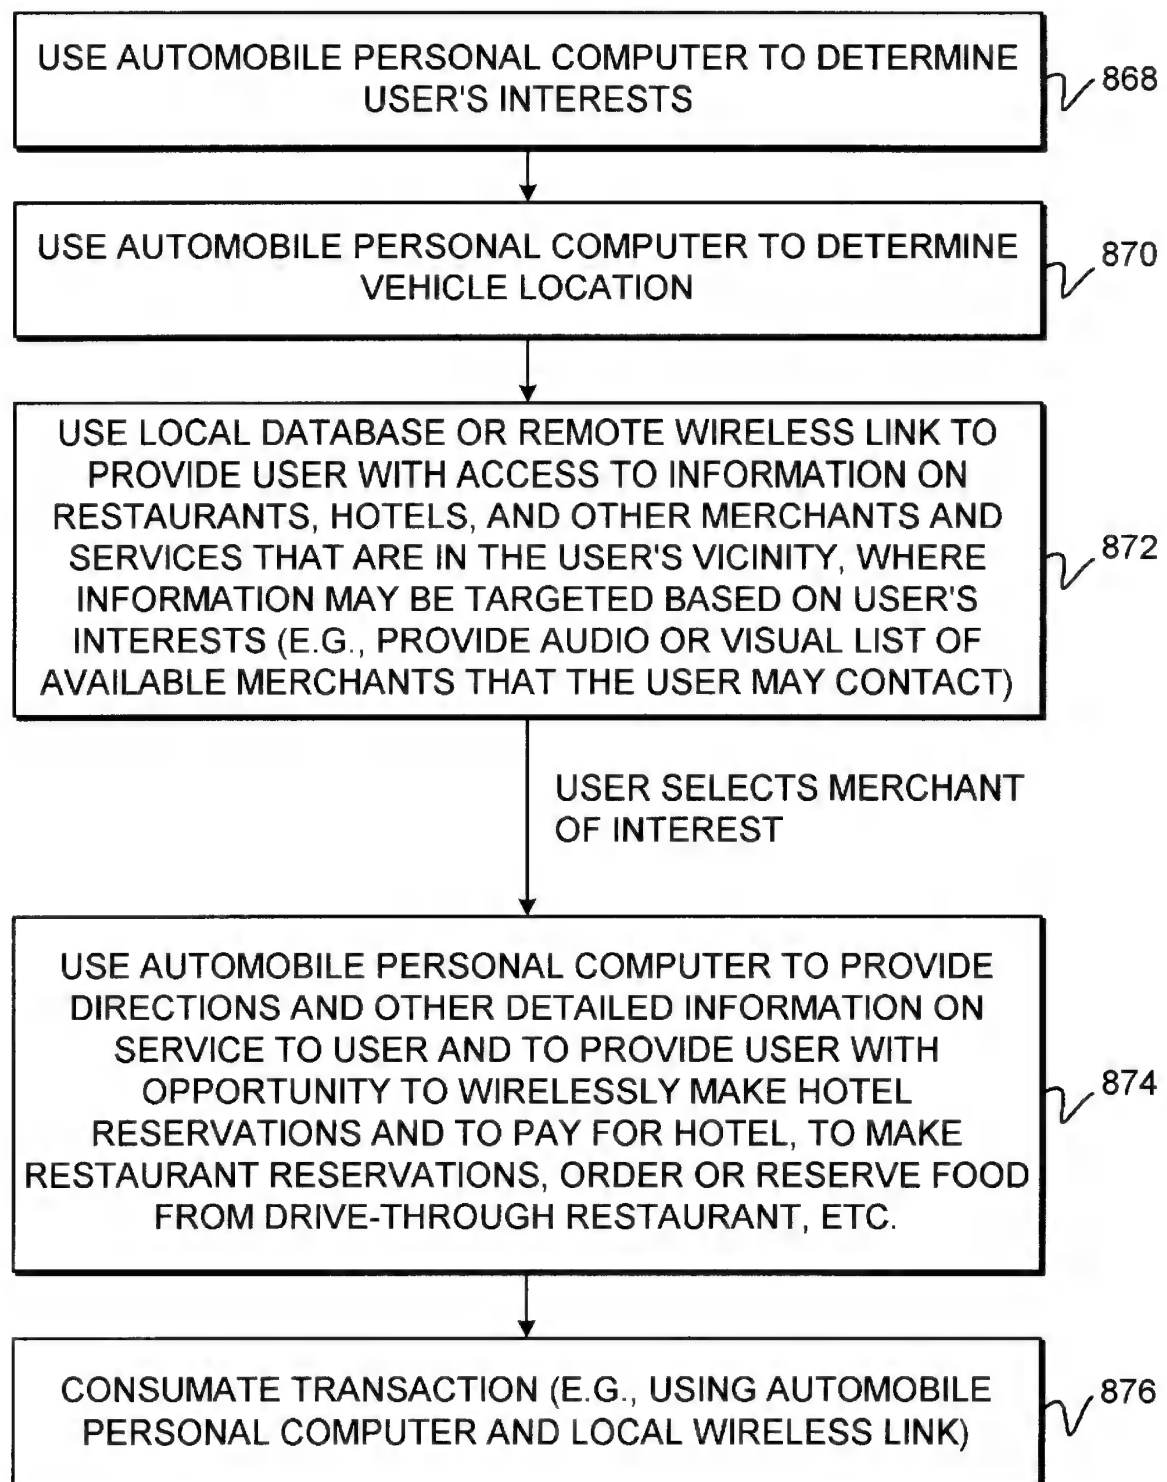 USE AUTOMOBILE PERSONAL COMPUTER TO DETERMINE
USER'S INTERESTS
868
USE AUTOMOBILE PERSONAL COMPUTER TO DETERMINE
VEHICLE LOCATION
870
USE LOCAL DATABASE OR REMOTE WIRELESS LINK TO
PROVIDE USER WITH ACCESS TO INFORMATION ON
RESTAURANTS, HOTELS, AND OTHER MERCHANTS AND
SERVICES THAT ARE IN THE USER'S VICINITY, WHERE
INFORMATION MAY BE TARGETED BASED ON USER'S
INTERESTS (E.G., PROVIDE AUDIO OR VISUAL LIST OF
AVAILABLE MERCHANTS THAT THE USER MAY CONTACT)
872
USER SELECTS MERCHANT
OF INTEREST
USE AUTOMOBILE PERSONAL COMPUTER TO PROVIDE
DIRECTIONS AND OTHER DETAILED INFORMATION ON
SERVICE TO USER AND TO PROVIDE USER WITH
OPPORTUNITY TO WIRELESSLY MAKE HOTEL
RESERVATIONS AND TO PAY FOR HOTEL, TO MAKE
RESTAURANT RESERVATIONS, ORDER OR RESERVE FOOD
FROM DRIVE-THROUGH RESTAURANT, ETC.
874
CONSUMATE TRANSACTION (E.G., USING AUTOMOBILE
PERSONAL COMPUTER AND LOCAL WIRELESS LINK)
876